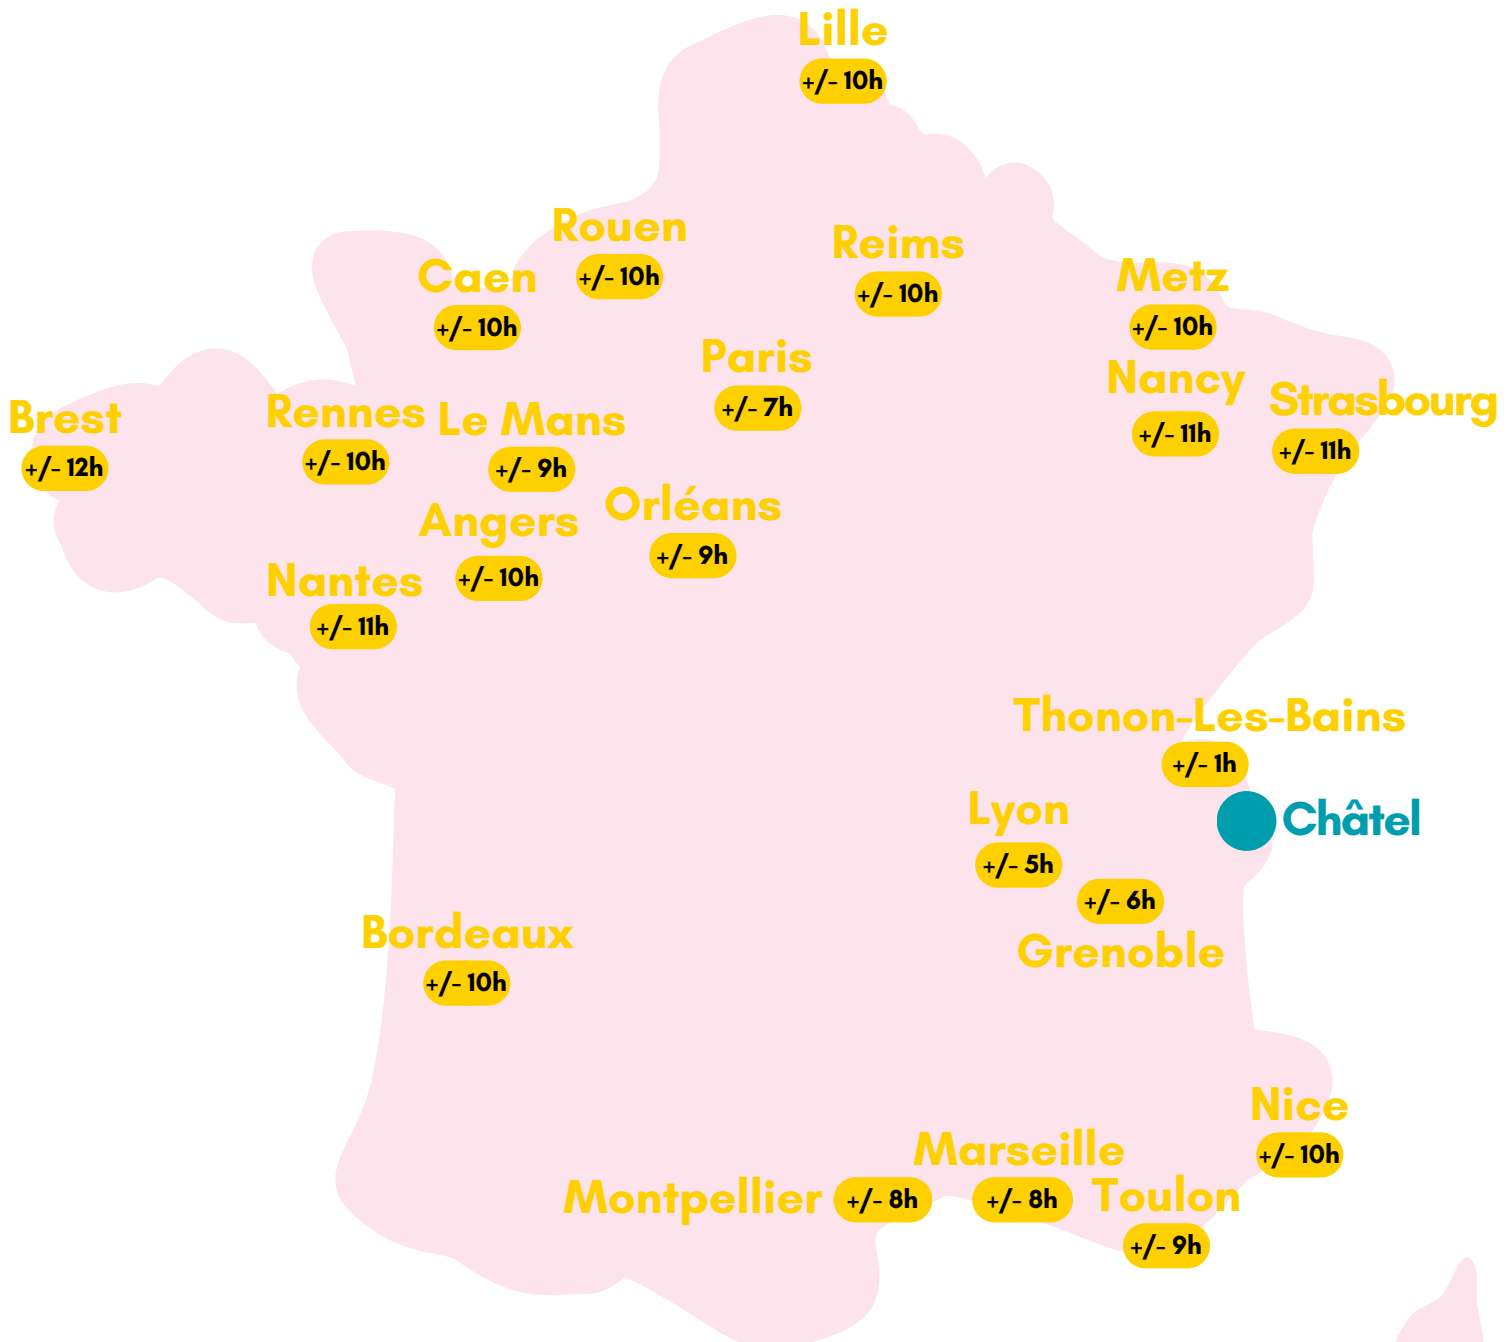 Lille
+/- 10h
Rouen
+/- 10h
Reims
+/- 10h
Caen
+/- 10h
Metz
+/- 10h
Paris
+/- 7h
Nancy
+/- 11h
Strasbourg
+/- 11h
Brest
+/- 12h
Rennes
+/- 10h
Le Mans
+/- 9h
Orléans
+/- 9h
Angers
+/- 10h
Nantes
+/- 11h
Thonon-Les-Bains
+/- 1h
Châtel
Lyon
+/- 5h
+/- 6h
Grenoble
Bordeaux
+/- 10h
Nice
+/- 10h
Marseille
+/- 8h
Montpellier +/- 8h
Toulon
+/- 9h